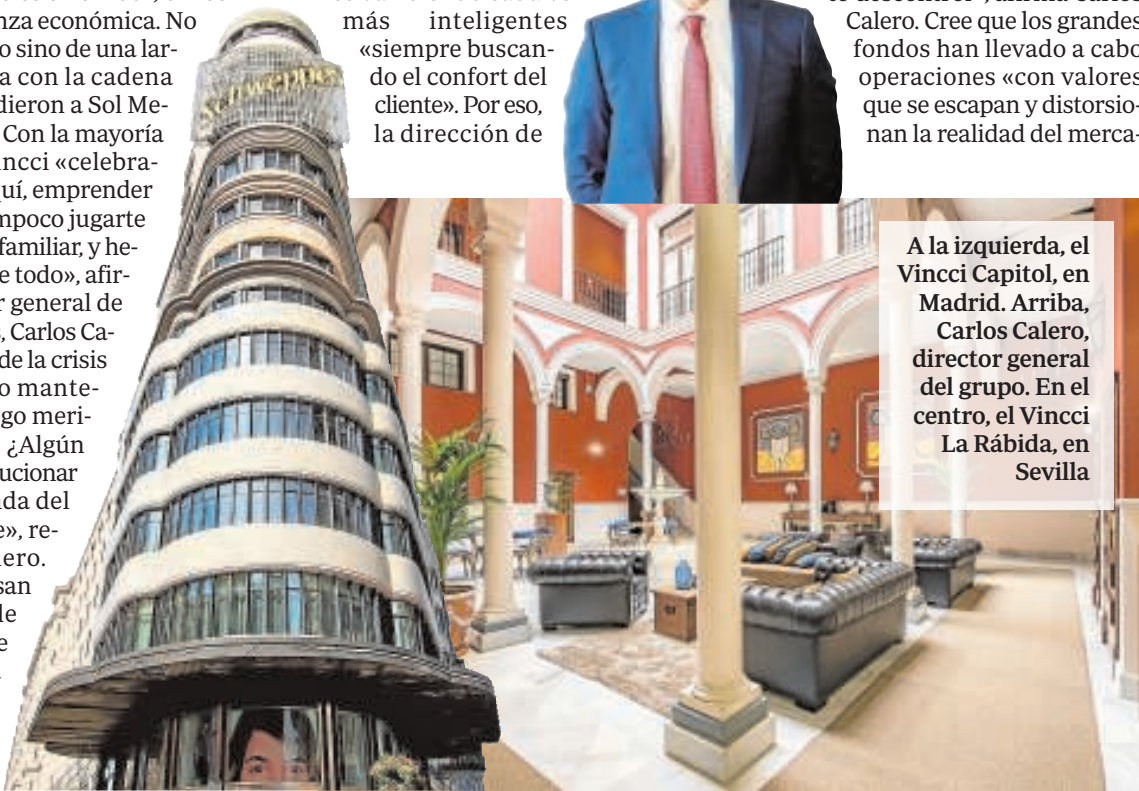 nza económica. No
o sino de una lar-
a con la cadena
dieron a Sol Me-
Con la mayoría
ncci «celebra-
quí, emprender
mpoco jugarte
familiar, y he-
e todo», afir-
r general de
s, Carlos Ca-
de la crisis
o mante-
go meri-
¿Algún
ucionar
nda del
e», re-
ero.
san
le
e
más inteligentes
«siempre buscan-
do el confort del
cliente». Por eso,
la dirección de
Calero. Cree que los grandes
fondos han llevado a cabo
operaciones «con valores
que se escapan y distorsio-
nan la realidad del merca-
Schweppes
A la izquierda, el
Vincci Capitol, en
Madrid. Arriba,
Carlos Calero,
director general
del grupo. En el
centro, el Vincci
La Rábida, en
Sevilla